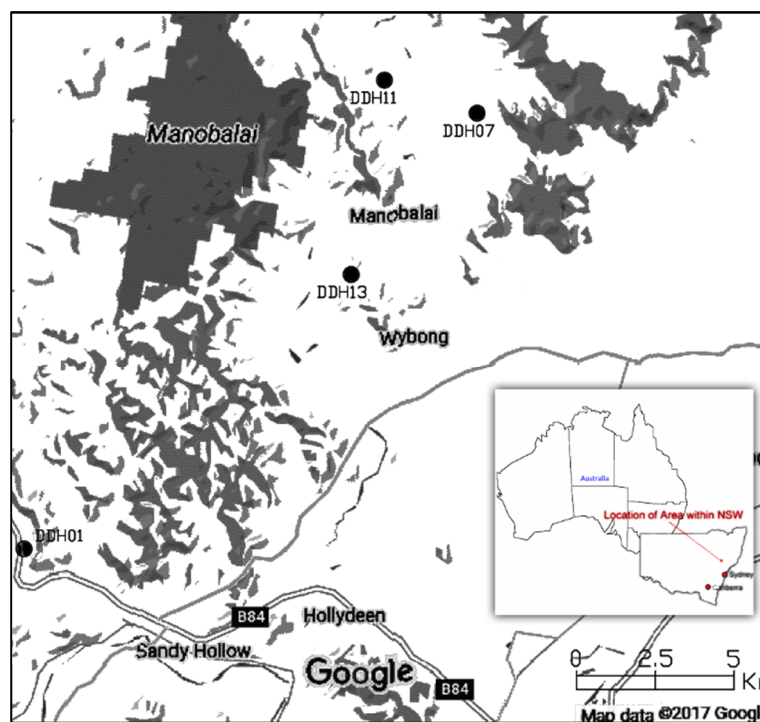 DDH11
Manobalai
DDH07
Manobalai
DDH13
Wybong
Australia
Location of Area within NSW
DDH01
Sydney
Canberra
B84
Hollydeen
Sandy Hollow
Google
B84
0 2.5 5
Map data ©2017 Googl